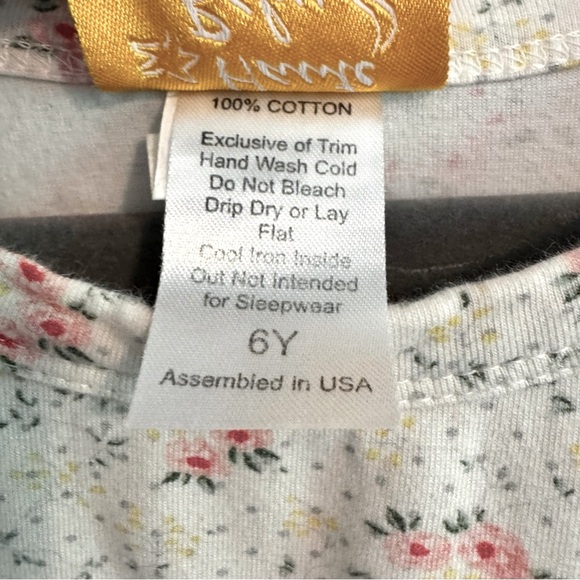 100% COTTON
Exclusive of Trim
Hand Wash Cold
Do Not Bleach
Drip Dry or Lay
Flat
Cool Iron Inside
Out Not Intended
for Sleepwear
6Y
Assembled in USA